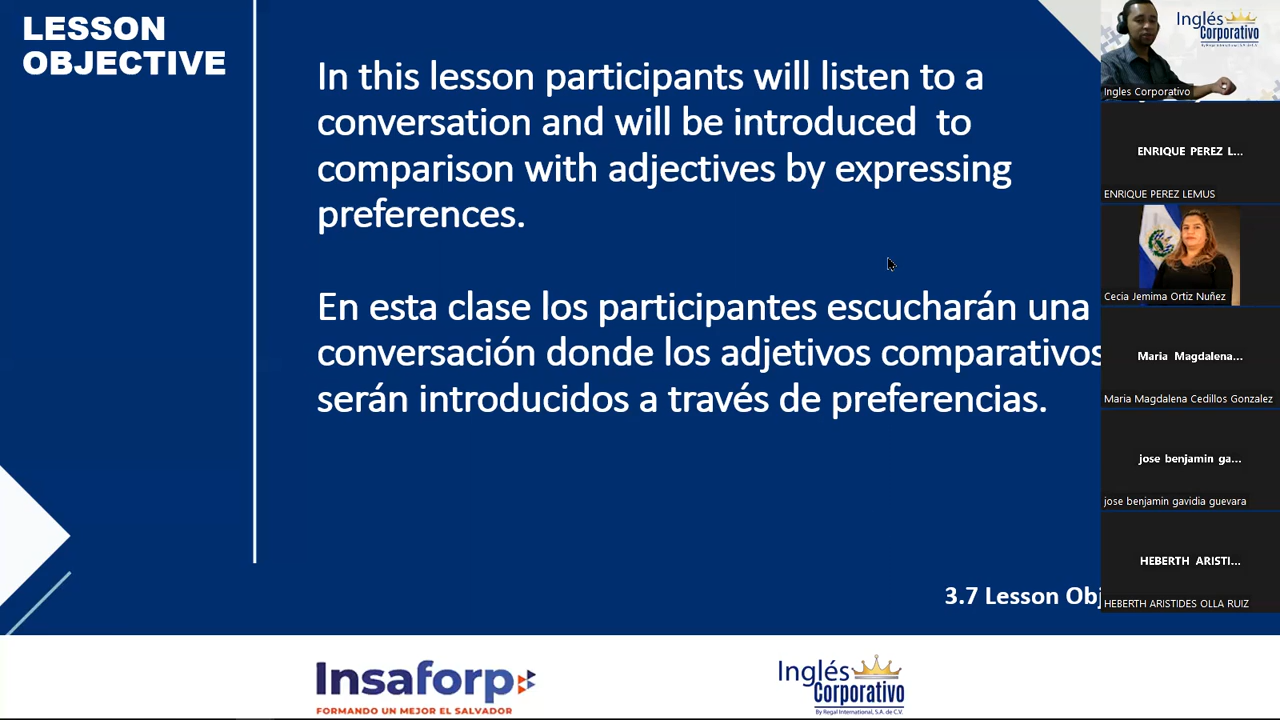 LESSON
OBJECTIVE
In this lesson participants will listen to a
conversation and will be introduced  to
comparison with adjectives by expressing
preferences.
En esta clase los participantes escucharán una
conversación donde los adjetivos comparativos
serán introducidos a través de preferencias.
3.7 Lesson Obj
Insaforp
FORMANDO UN MEJOR EL SALVADOR
Inglés
Corporativo
By Regal International, S.A. de C.V.
Inglés
Corporativo
Ingles Corporativo
ENRIQUE PEREZ L...
ENRIQUE PEREZ LEMUS
Cecia Jemima Ortiz Nuñez
Maria Magdalena...
Maria Magdalena Cedillos Gonzalez
jose benjamin ga...
jose benjamin gavidia guevara
HEBERTH ARISTI...
HEBERTH ARISTIDES OLLA RUIZ